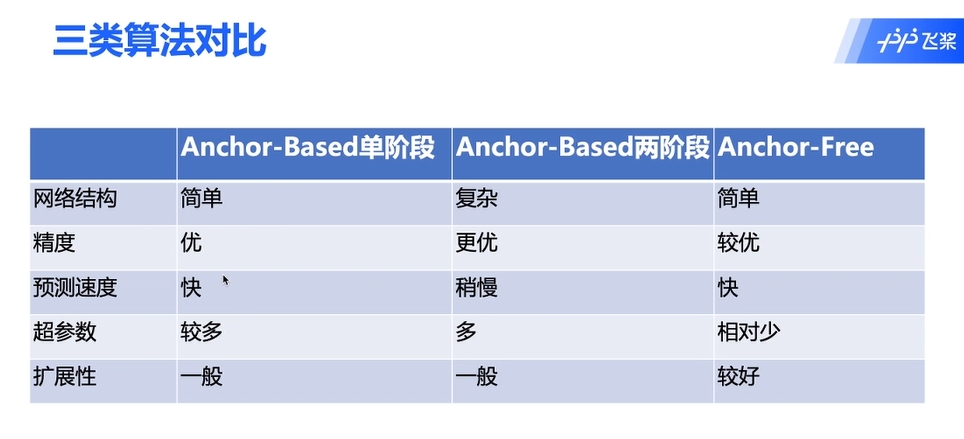 三类算法对比
飞桨
Anchor-Based单阶段 Anchor-Based两阶段 Anchor-Free
网络结构 简单 复杂 简单
精度 优 更优 较优
预测速度 快 稍慢 快
超参数 较多 多 相对少
扩展性 一般 一般 较好